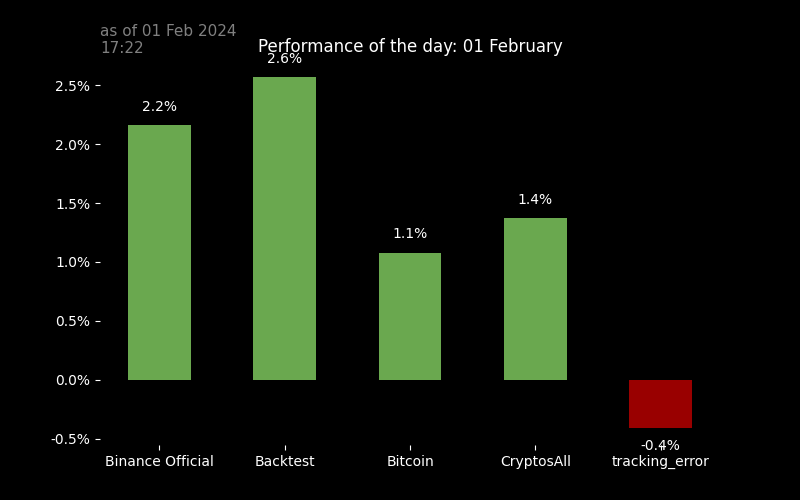 as of 01 Feb 2024
17:22
Performance of the day: 01 February
2.6%
2.5%
2.2%
2.0%
1.5%
1.4%
1.1%
1.0%
0.5%
0.0%
-0.5%
-0.4%
Binance Official
Backtest
Bitcoin
CryptosAll
tracking_error